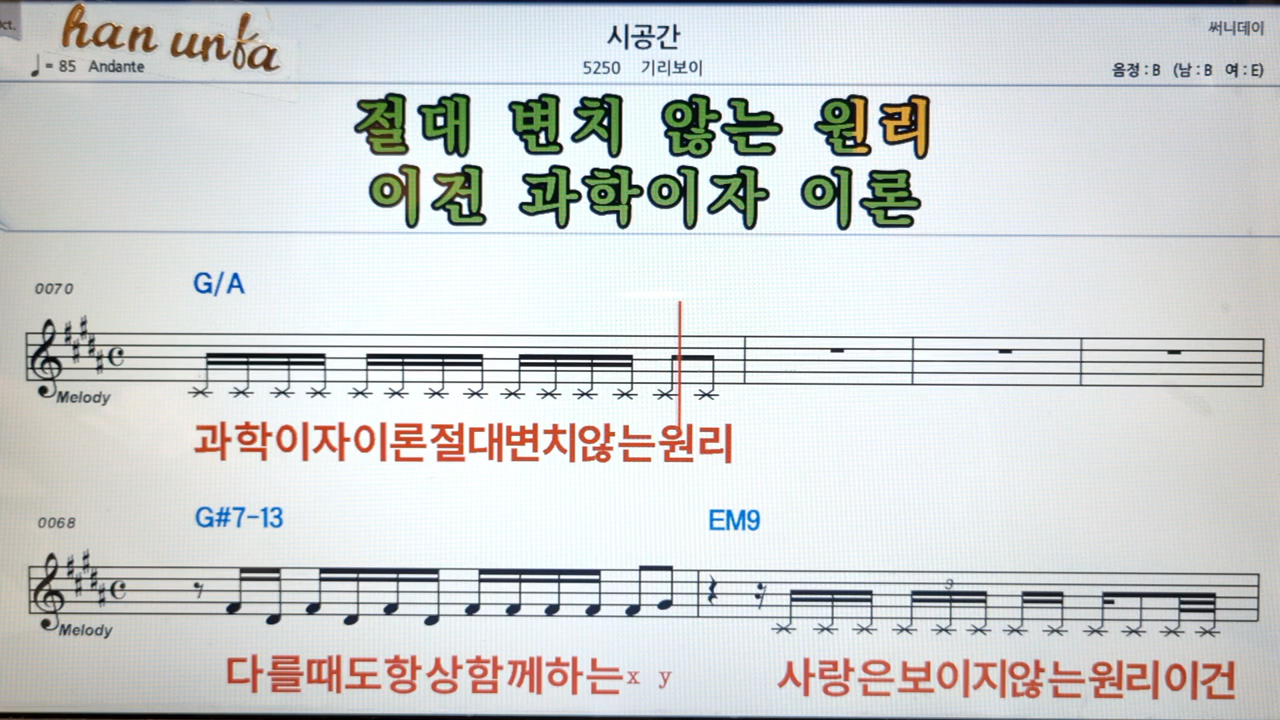 ct.
han unfa
시공간
써니데이
♩= 85 Andante
5250 기리보이
음정 : B (남 : B 여 : E)
절대 변치 않는 원리
이건 과학이자 이론
0070
G/A
Melody
과학이자이론절대변치않는원리
0068
G#7-13 EM9
3
Melody
다를때도항상함께하는x y 사랑은보이지않는원리이건